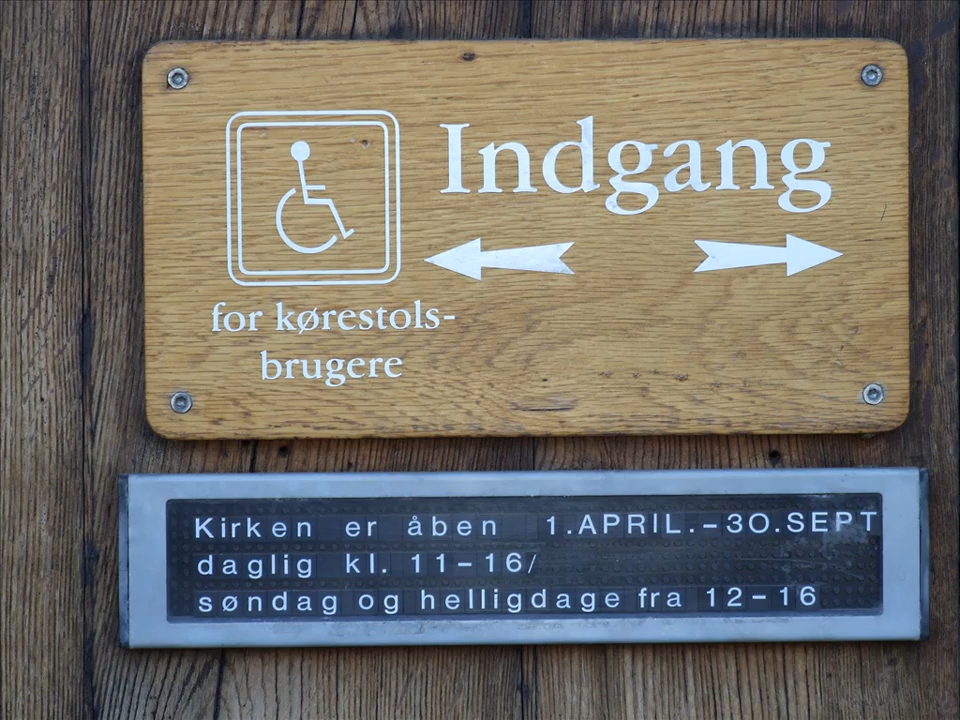 Indgang
for kørestols-
brugere
Kirken er åben 1.APRIL.-30.SEPT
daglig kl. 11-16/
søndag og helligdage fra 12-16